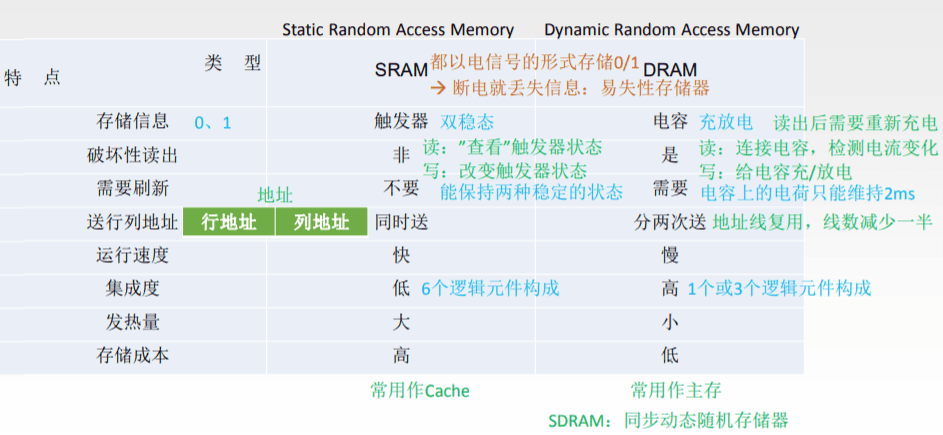 Static Random Access Memory Dynamic Random Access Memory
特 点 类 型 SRAM 都以电信号的形式存储0/1 DRAM
→ 断电就丢失信息：易失性存储器
存储信息 0、1 触发器 双稳态 电容 充放电 读出后需要重新充电
破坏性读出 非 读：”查看”触发器状态 是 读：连接电容，检测电流变化
写：改变触发器状态 写：给电容充/放电
需要刷新 不要 能保持两种稳定的状态 需要 电容上的电荷只能维持2ms
地址
送行列地址 行地址 列地址 同时送 分两次送 地址线复用，线数减少一半
运行速度 快 慢
集成度 低 6个逻辑元件构成 高 1个或3个逻辑元件构成
发热量 大 小
存储成本 高 低
常用作Cache 常用作主存
SDRAM：同步动态随机存储器